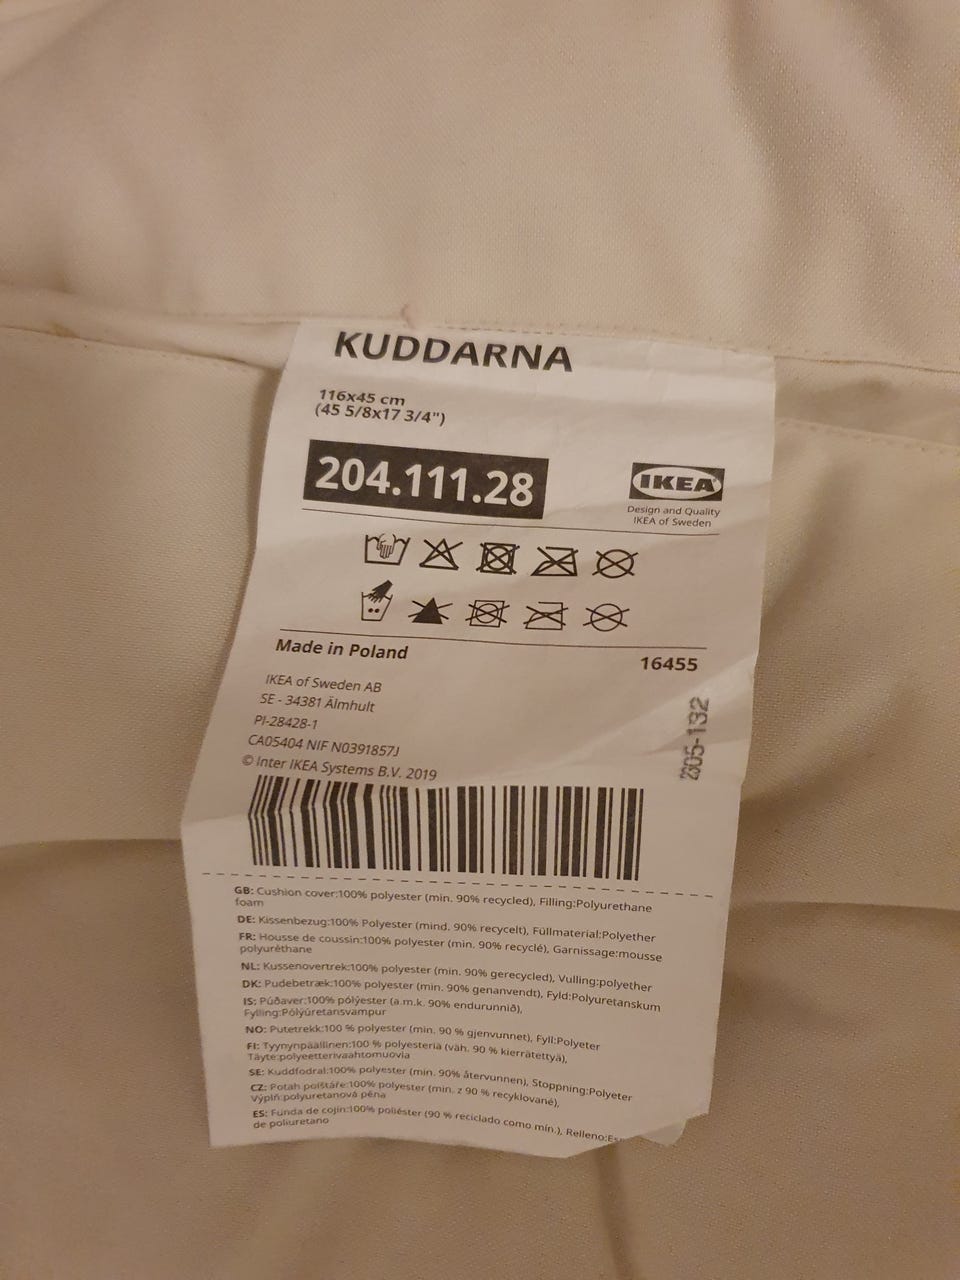 KUDDARNA
116x45 cm
(45 5/8x17 3/4")
204.111.28
IKEA
Design and Quality
IKEA of Sweden
Made in Poland
16455
IKEA of Sweden AB
SE - 34381 Älmhult
PI-28428-1
CA05404 NIF N0391857J
© Inter IKEA Systems B.V. 2019
805-132
GB: Cushion cover:100% polyester (min. 90% recycled), Filling:Polyurethane
foam
DE: Kissenbezug:100% Polyester (mind. 90% recycelt), Füllmaterial:Polyether
FR: Housse de coussin:100% polyester (min. 90% recyclé), Garnissage:mousse
polyuréthane
NL: Kussenovertrek:100% polyester (min. 90% gerecycled), Vulling:polyether
DK: Pudebetræk:100% polyester (min. 90% genanvendt), Fyld:Polyuretanskum
IS: Púðaver:100% pólýester (a.m.k. 90% endurunnið),
Fylling:Pólýúretansvampur
NO: Putetrekk:100 % polyester (min. 90 % gjenvunnet), Fyll:Polyeter
FI: Tyynynpäällinen:100 % polyesteria (väh. 90 % kierrätettyä),
Täyte:polyeetterivaahtomuovia
SE: Kuddfodral:100% polyester (min. 90% återvunnen), Stoppning:Polyeter
CZ: Potah polštáře:100% polyester (min. z 90 % recyklované),
Výplň:polyuretanová pěna
ES: Funda de cojín:100% poliéster (90 % reciclado como mín.), Relleno:Es
de poliuretano